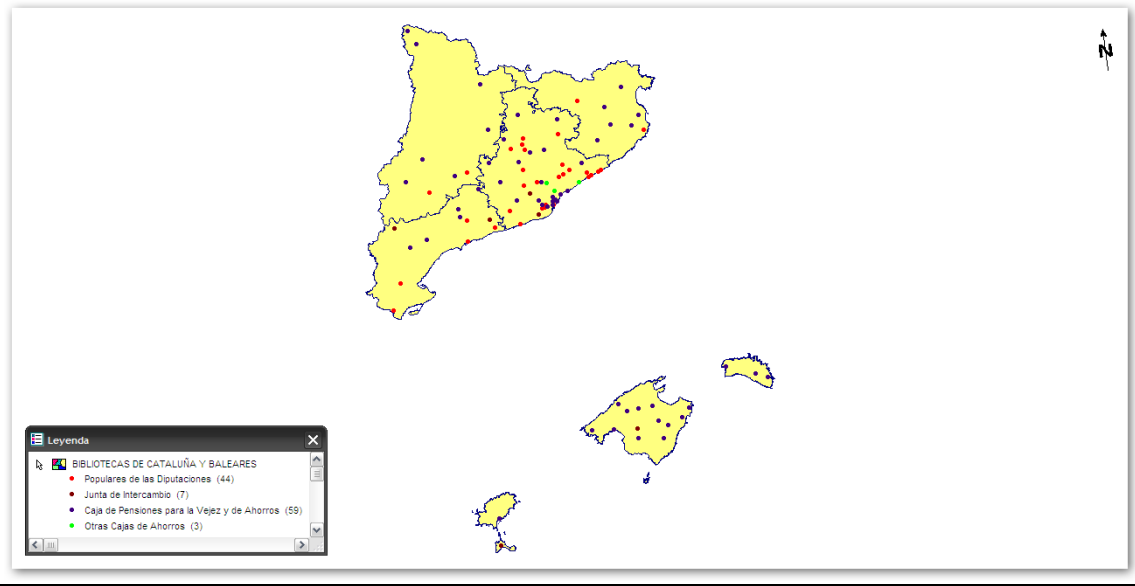 N
Leyenda
BIBLIOTECAS DE CATALUÑA Y BALEARES
Populares de las Diputaciones (44)
Junta de Intercambio (7)
Caja de Pensiones para la Vejez y de Ahorros (59)
Otras Cajas de Ahorros (3)